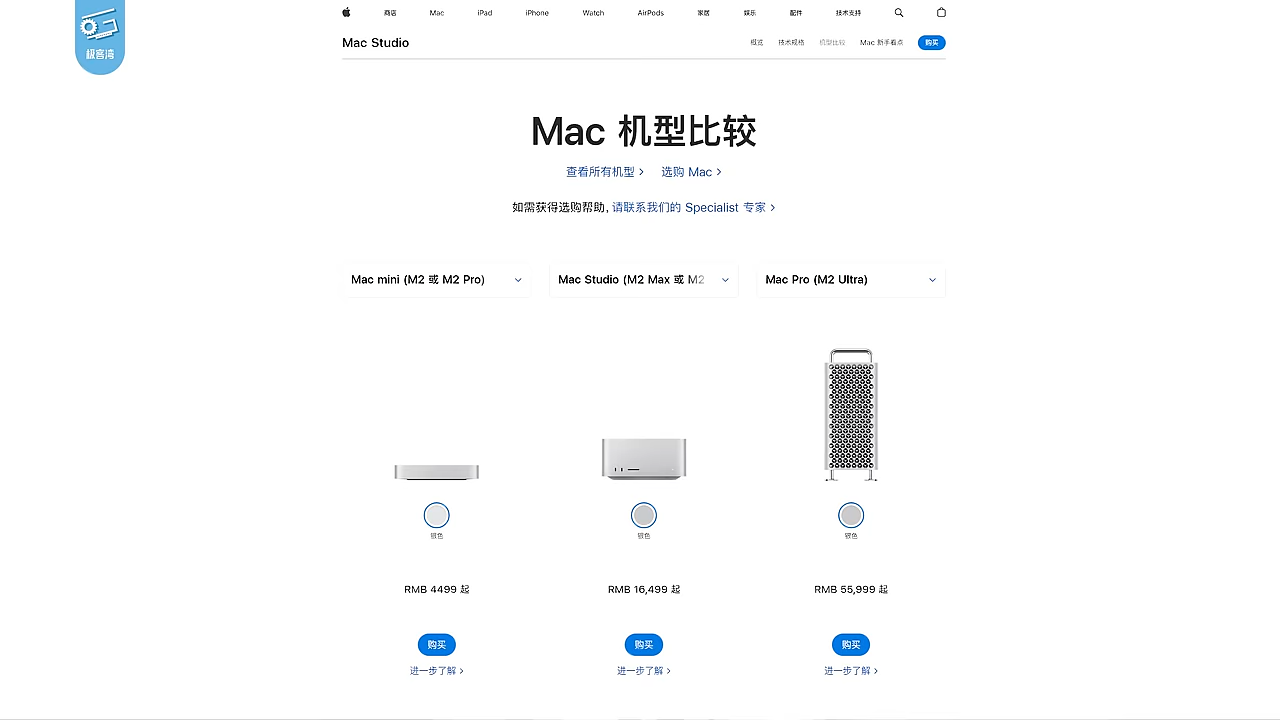 极客湾
商店 Mac iPad iPhone Watch AirPods 家居 娱乐 配件 技术支持
Mac Studio 概览 技术规格 机型比较 Mac 新手看点 购买
Mac 机型比较
查看所有机型 > 选购 Mac >
如需获得选购帮助,请联系我们的 Specialist 专家 >
Mac mini (M2 或 M2 Pro) Mac Studio (M2 Max 或 M2 Mac Pro (M2 Ultra)
银色 银色 银色
RMB 4499 起 RMB 16,499 起 RMB 55,999 起
购买 购买 购买
进一步了解 > 进一步了解 > 进一步了解 >